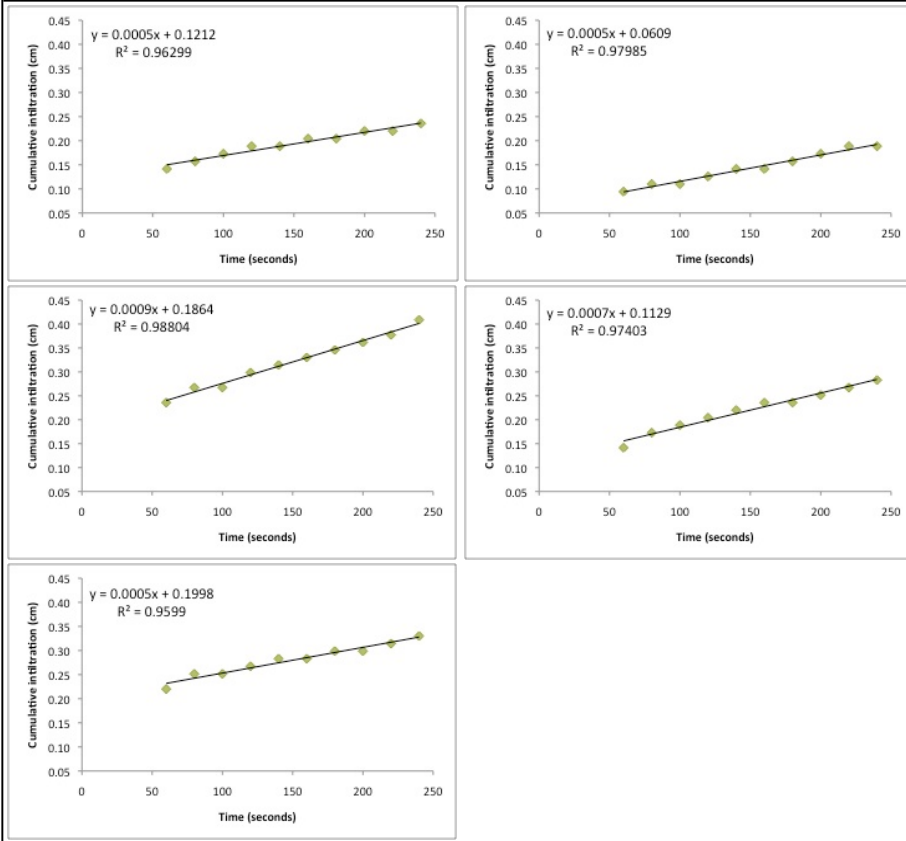 y = 0.0005x + 0.1212
R² = 0.96299
Cumulative intiltration (cm)
0.45
0.40
0.35
0.30
0.25
0.20
0.15
0.10
0.05
0 50 100 150 200 250
Time (seconds)
y = 0.0005x + 0.0609
R² = 0.97985
Cumulative intiltration (cm)
0.45
0.40
0.35
0.30
0.25
0.20
0.15
0.10
0.05
0 50 100 150 200 250
Time (seconds)
y = 0.0009x + 0.1864
R² = 0.98804
Cumulative intiltration (cm)
0.45
0.40
0.35
0.30
0.25
0.20
0.15
0.10
0.05
0 50 100 150 200 250
Time (seconds)
y = 0.0007x + 0.1129
R² = 0.97403
Cumulative intiltration (cm)
0.45
0.40
0.35
0.30
0.25
0.20
0.15
0.10
0.05
0 50 100 150 200 250
Time (seconds)
y = 0.0005x + 0.1998
R² = 0.9599
Cumulative intiltration (cm)
0.45
0.40
0.35
0.30
0.25
0.20
0.15
0.10
0.05
0 50 100 150 200 250
Time (seconds)